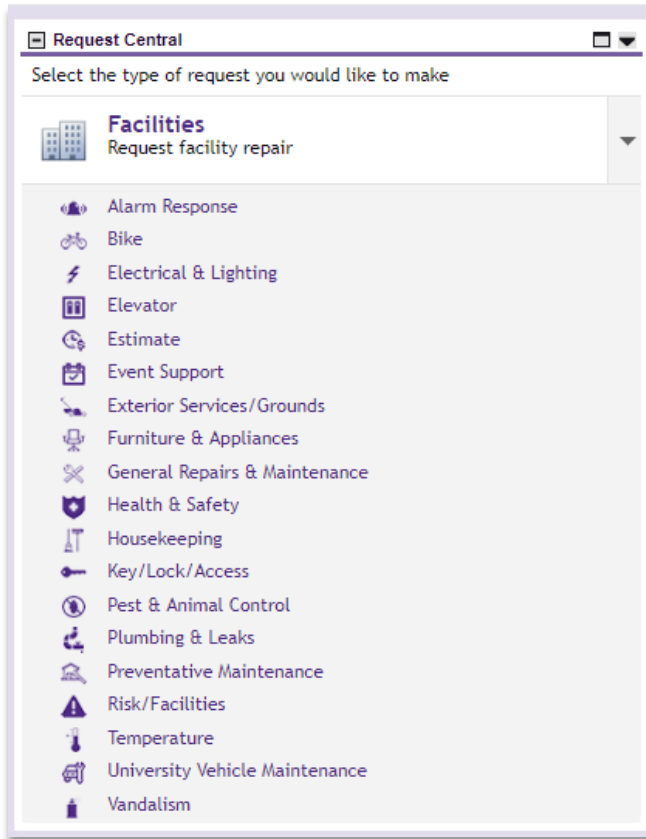 Request Central
Select the type of request you would like to make
Facilities
Request facility repair
Alarm Response
Bike
Electrical & Lighting
Elevator
Estimate
Event Support
Exterior Services/Grounds
Furniture & Appliances
General Repairs & Maintenance
Health & Safety
Housekeeping
Key/Lock/Access
Pest & Animal Control
Plumbing & Leaks
Preventative Maintenance
Risk/Facilities
Temperature
University Vehicle Maintenance
Vandalism